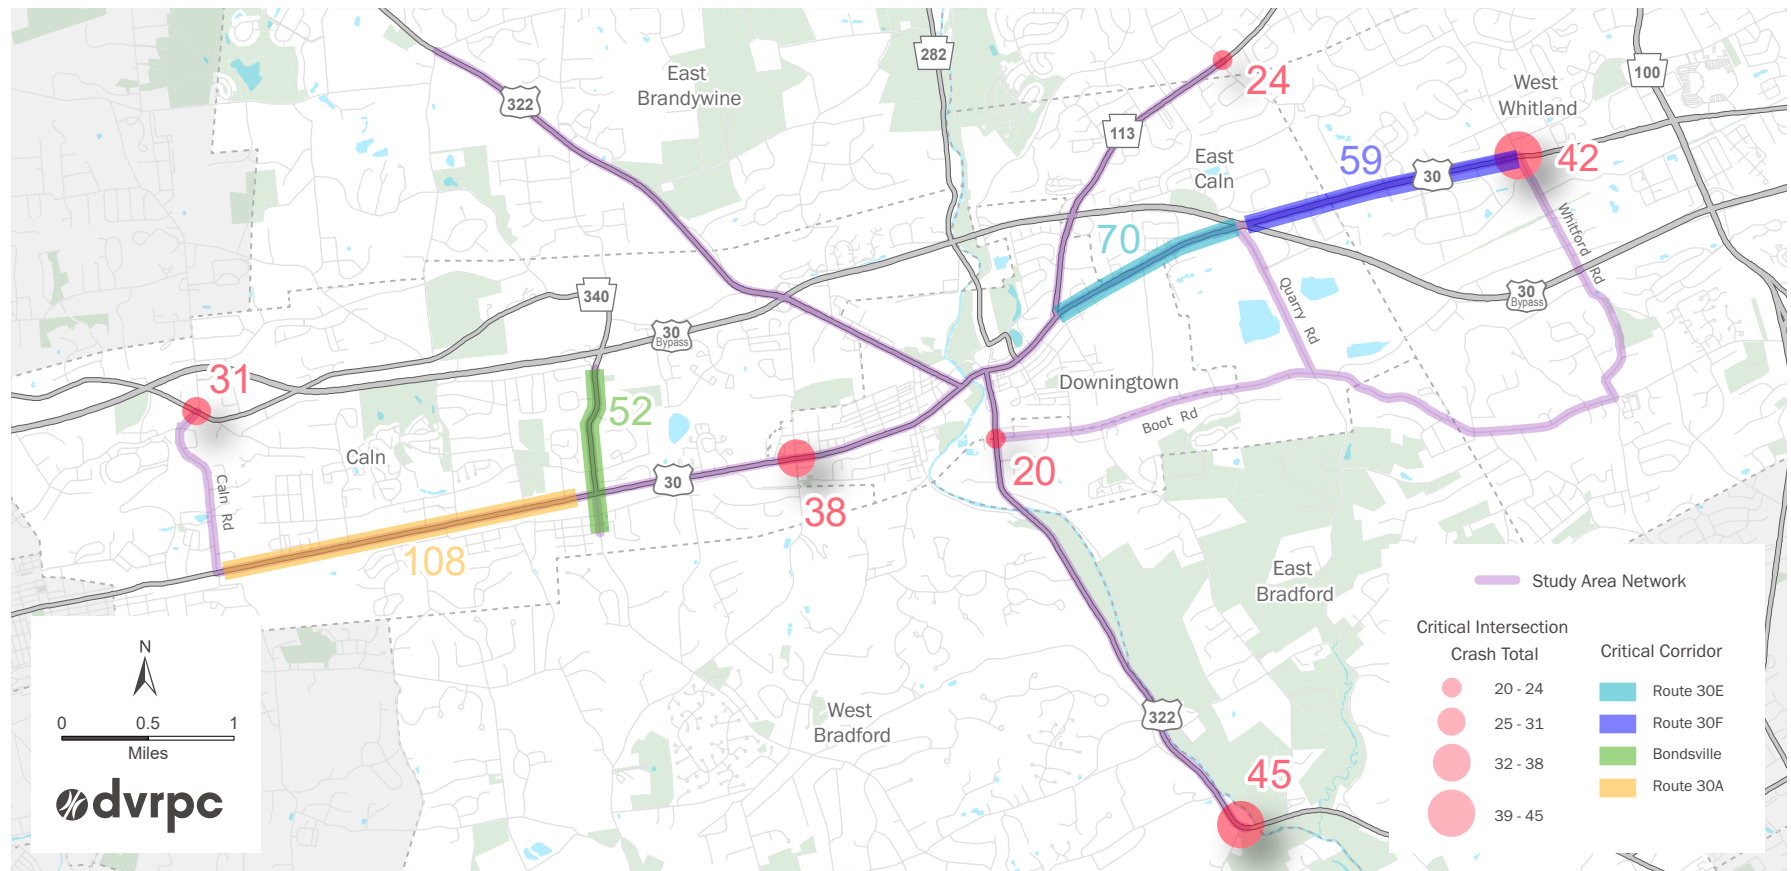 282
24
100
West
Whitland
East
Brandywine
322
113
East
Caln
59
30
42
Whitford Rd
70
340
30
Bypass
Quarry Rd
30
Bypass
31
52
Downingtown
Boot Rd
Caln
Caln Rd
30
38
20
108
East
Bradford
322
West
Bradford
45
N
0 0.5 1
Miles
dvrpc
Study Area Network
Critical Intersection
Crash Total
20 - 24
25 - 31
32 - 38
39 - 45
Critical Corridor
Route 30E
Route 30F
Bondsville
Route 30A